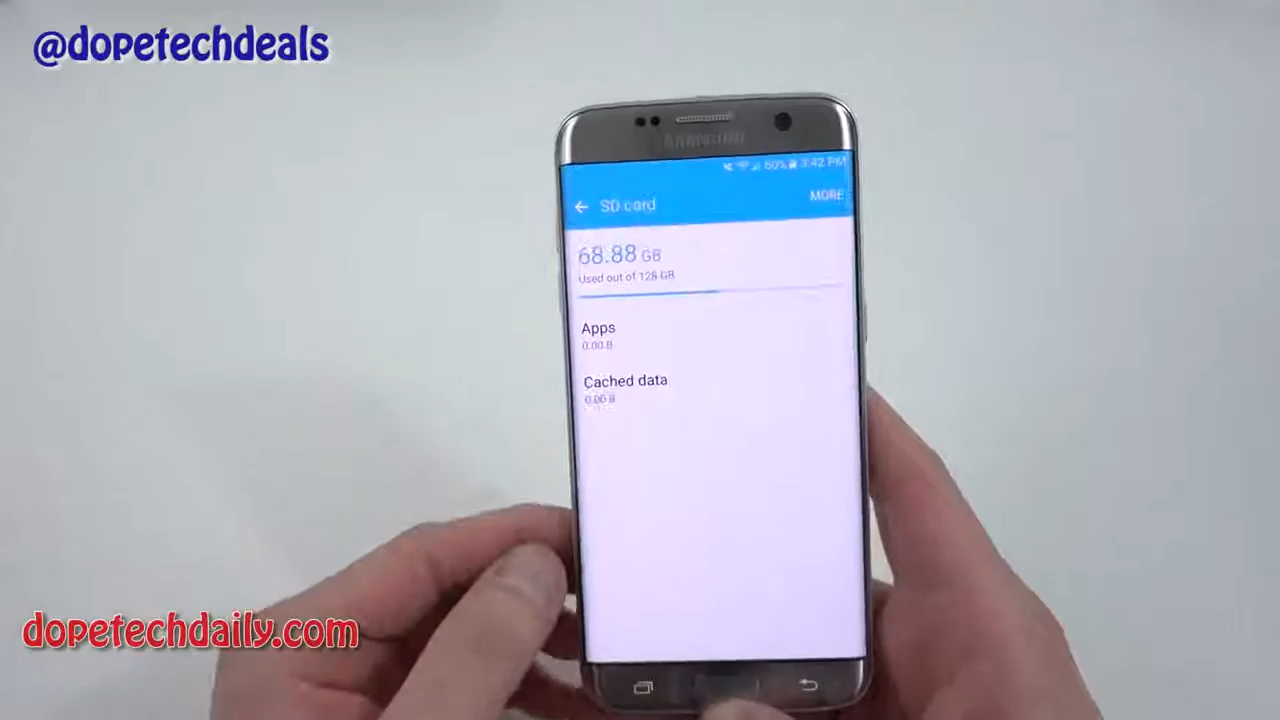 @dopetechdeals
SAMSUNG
60% 3:42 PM
SD card
MORE
68.88 GB
Used out of 128 GB
Apps
0.00 B
Cached data
0.00 B
dopetechdaily.com